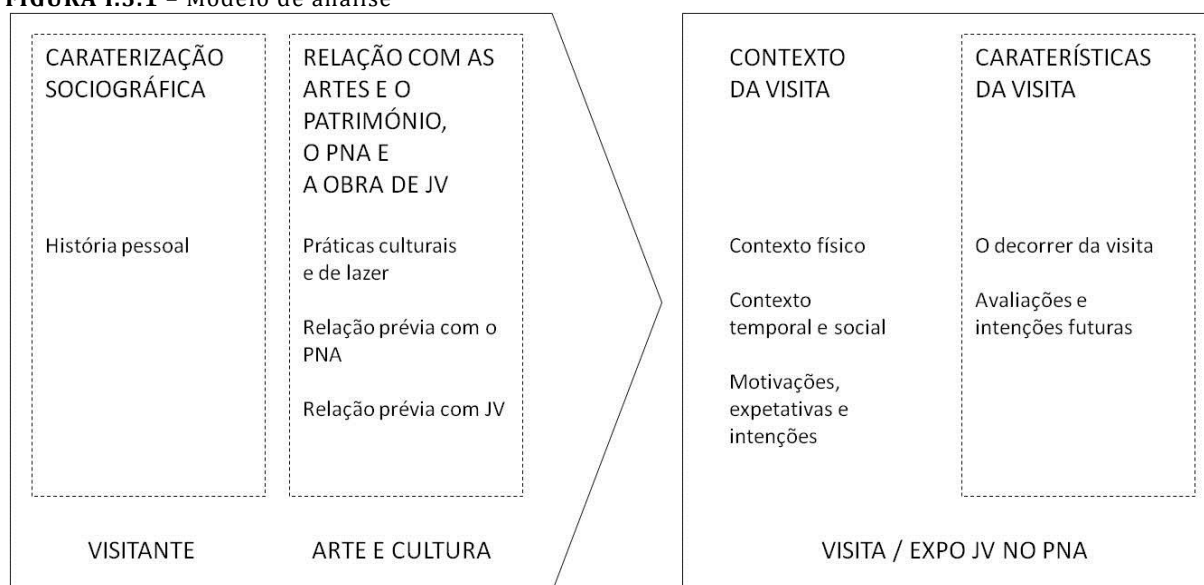 FIGURA I.3.1 – Modelo de análise
CARATERIZAÇÃO
SOCIOGRÁFICA
História pessoal
VISITANTE
RELAÇÃO COM AS
ARTES E O
PATRIMÓNIO,
O PNA E
A OBRA DE JV
Práticas culturais
e de lazer
Relação prévia com o
PNA
Relação prévia com JV
ARTE E CULTURA
CONTEXTO
DA VISITA
Contexto físico
Contexto
temporal e social
Motivações,
expetativas e
intenções
CARATERÍSTICAS
DA VISITA
O decorrer da visita
Avaliações e
intenções futuras
VISITA / EXPO JV NO PNA